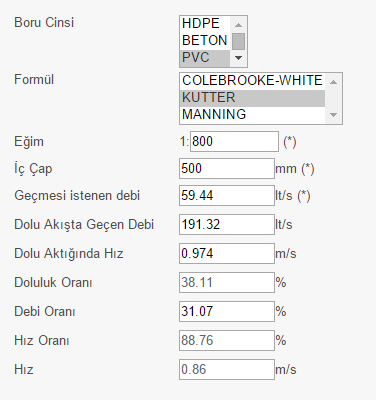 Boru Cinsi
HDPE
BETON
PVC
Formül
COLEBROOKE-WHITE
KUTTER
MANNING
Eğim 1: 800 (*)
İç Çap 500 mm (*)
Geçmesi istenen debi 59.44 lt/s (*)
Dolu Akışta Geçen Debi 191.32 lt/s
Dolu Aktığında Hız 0.974 m/s
Doluluk Oranı 38.11 %
Debi Oranı 31.07 %
Hız Oranı 88.76 %
Hız 0.86 m/s